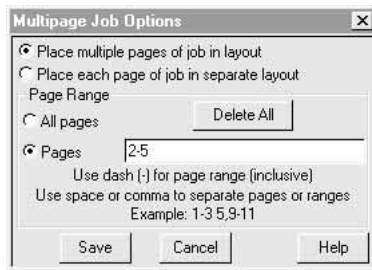 Multipage Job Options
Place multiple pages of job in layout
Place each page of job in separate layout
Page Range
All pages
Delete All
Pages
2-5
Use dash (-) for page range (inclusive)
Use space or comma to separate pages or ranges
Example: 1-3 5,9-11
Save
Cancel
Help